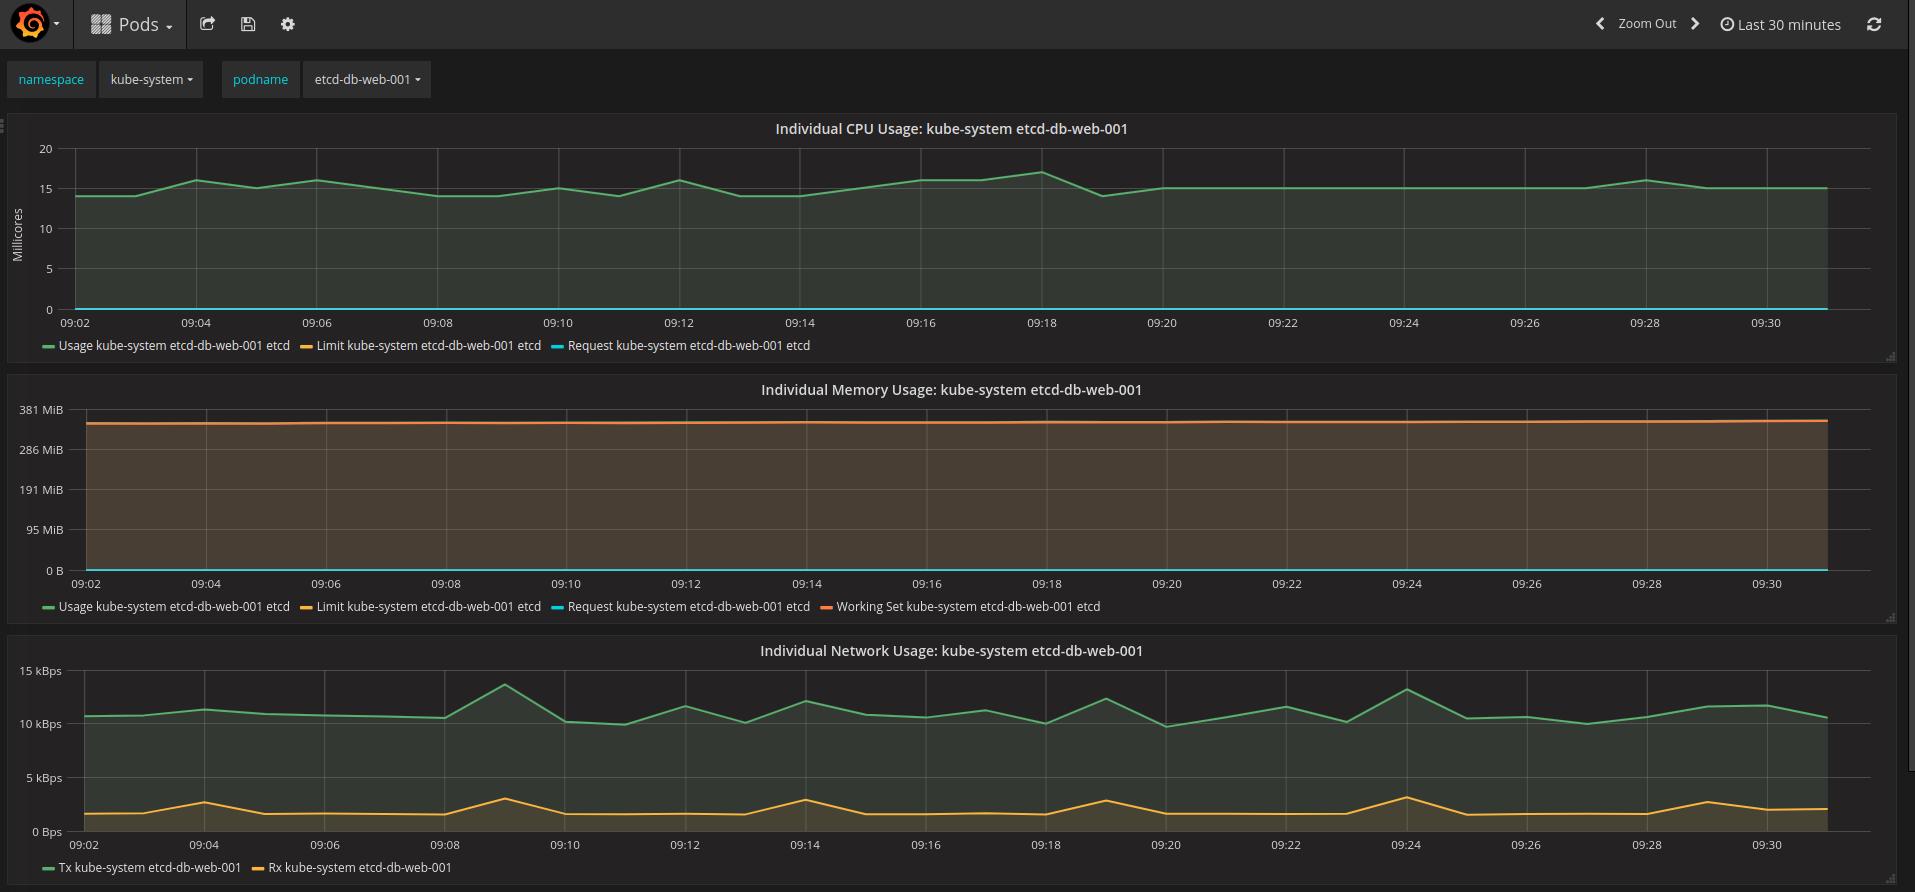 Pods
Zoom Out
Last 30 minutes
namespace kube-system podname etcd-db-web-001
Individual CPU Usage: kube-system etcd-db-web-001
20
15
10
5
0
Millicores
09:02 09:04 09:06 09:08 09:10 09:12 09:14 09:16 09:18 09:20 09:22 09:24 09:26 09:28 09:30
Usage kube-system etcd-db-web-001 etcd Limit kube-system etcd-db-web-001 etcd Request kube-system etcd-db-web-001 etcd
Individual Memory Usage: kube-system etcd-db-web-001
381 MiB
286 MiB
191 MiB
95 MiB
0 B
09:02 09:04 09:06 09:08 09:10 09:12 09:14 09:16 09:18 09:20 09:22 09:24 09:26 09:28 09:30
Usage kube-system etcd-db-web-001 etcd Limit kube-system etcd-db-web-001 etcd Request kube-system etcd-db-web-001 etcd Working Set kube-system etcd-db-web-001 etcd
Individual Network Usage: kube-system etcd-db-web-001
15 kBps
10 kBps
5 kBps
0 Bps
09:02 09:04 09:06 09:08 09:10 09:12 09:14 09:16 09:18 09:20 09:22 09:24 09:26 09:28 09:30
Tx kube-system etcd-db-web-001 Rx kube-system etcd-db-web-001